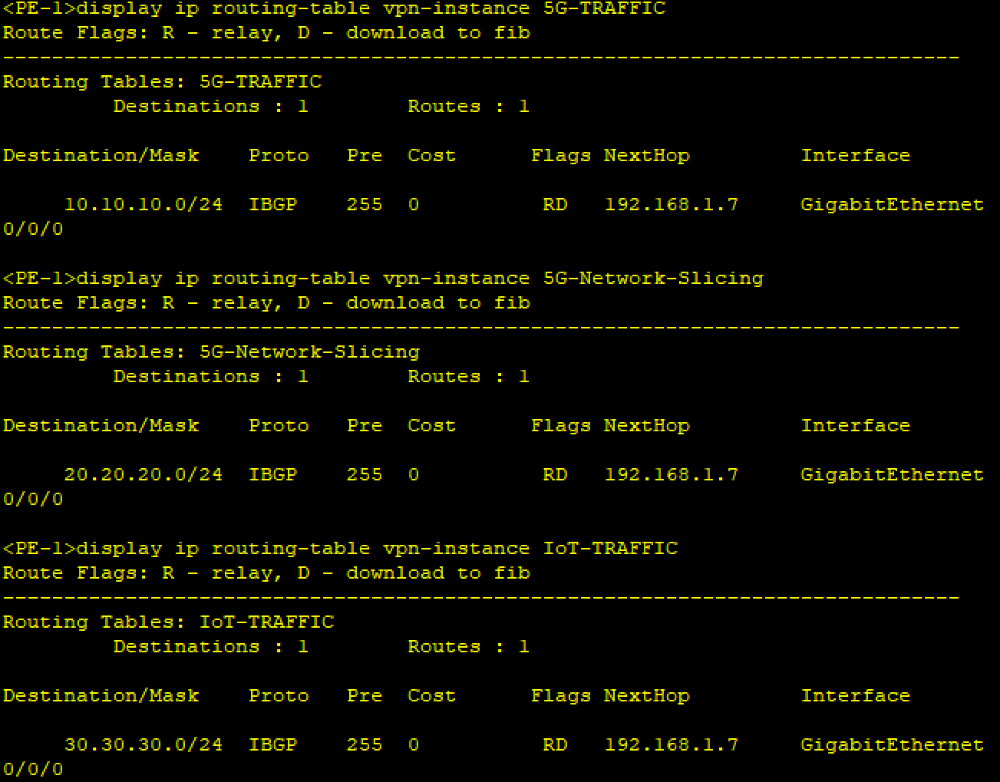 <PE-1>display ip routing-table vpn-instance 5G-TRAFFIC
Route Flags: R - relay, D - download to fib
------------------------------------------------------------------------------
Routing Tables: 5G-TRAFFIC
         Destinations : 1        Routes : 1

Destination/Mask    Proto   Pre  Cost      Flags NextHop         Interface

     10.10.10.0/24  IBGP    255  0          RD   192.168.1.7     GigabitEthernet
0/0/0

<PE-1>display ip routing-table vpn-instance 5G-Network-Slicing
Route Flags: R - relay, D - download to fib
------------------------------------------------------------------------------
Routing Tables: 5G-Network-Slicing
         Destinations : 1        Routes : 1

Destination/Mask    Proto   Pre  Cost      Flags NextHop         Interface

     20.20.20.0/24  IBGP    255  0          RD   192.168.1.7     GigabitEthernet
0/0/0

<PE-1>display ip routing-table vpn-instance IoT-TRAFFIC
Route Flags: R - relay, D - download to fib
------------------------------------------------------------------------------
Routing Tables: IoT-TRAFFIC
         Destinations : 1        Routes : 1

Destination/Mask    Proto   Pre  Cost      Flags NextHop         Interface

     30.30.30.0/24  IBGP    255  0          RD   192.168.1.7     GigabitEthernet
0/0/0